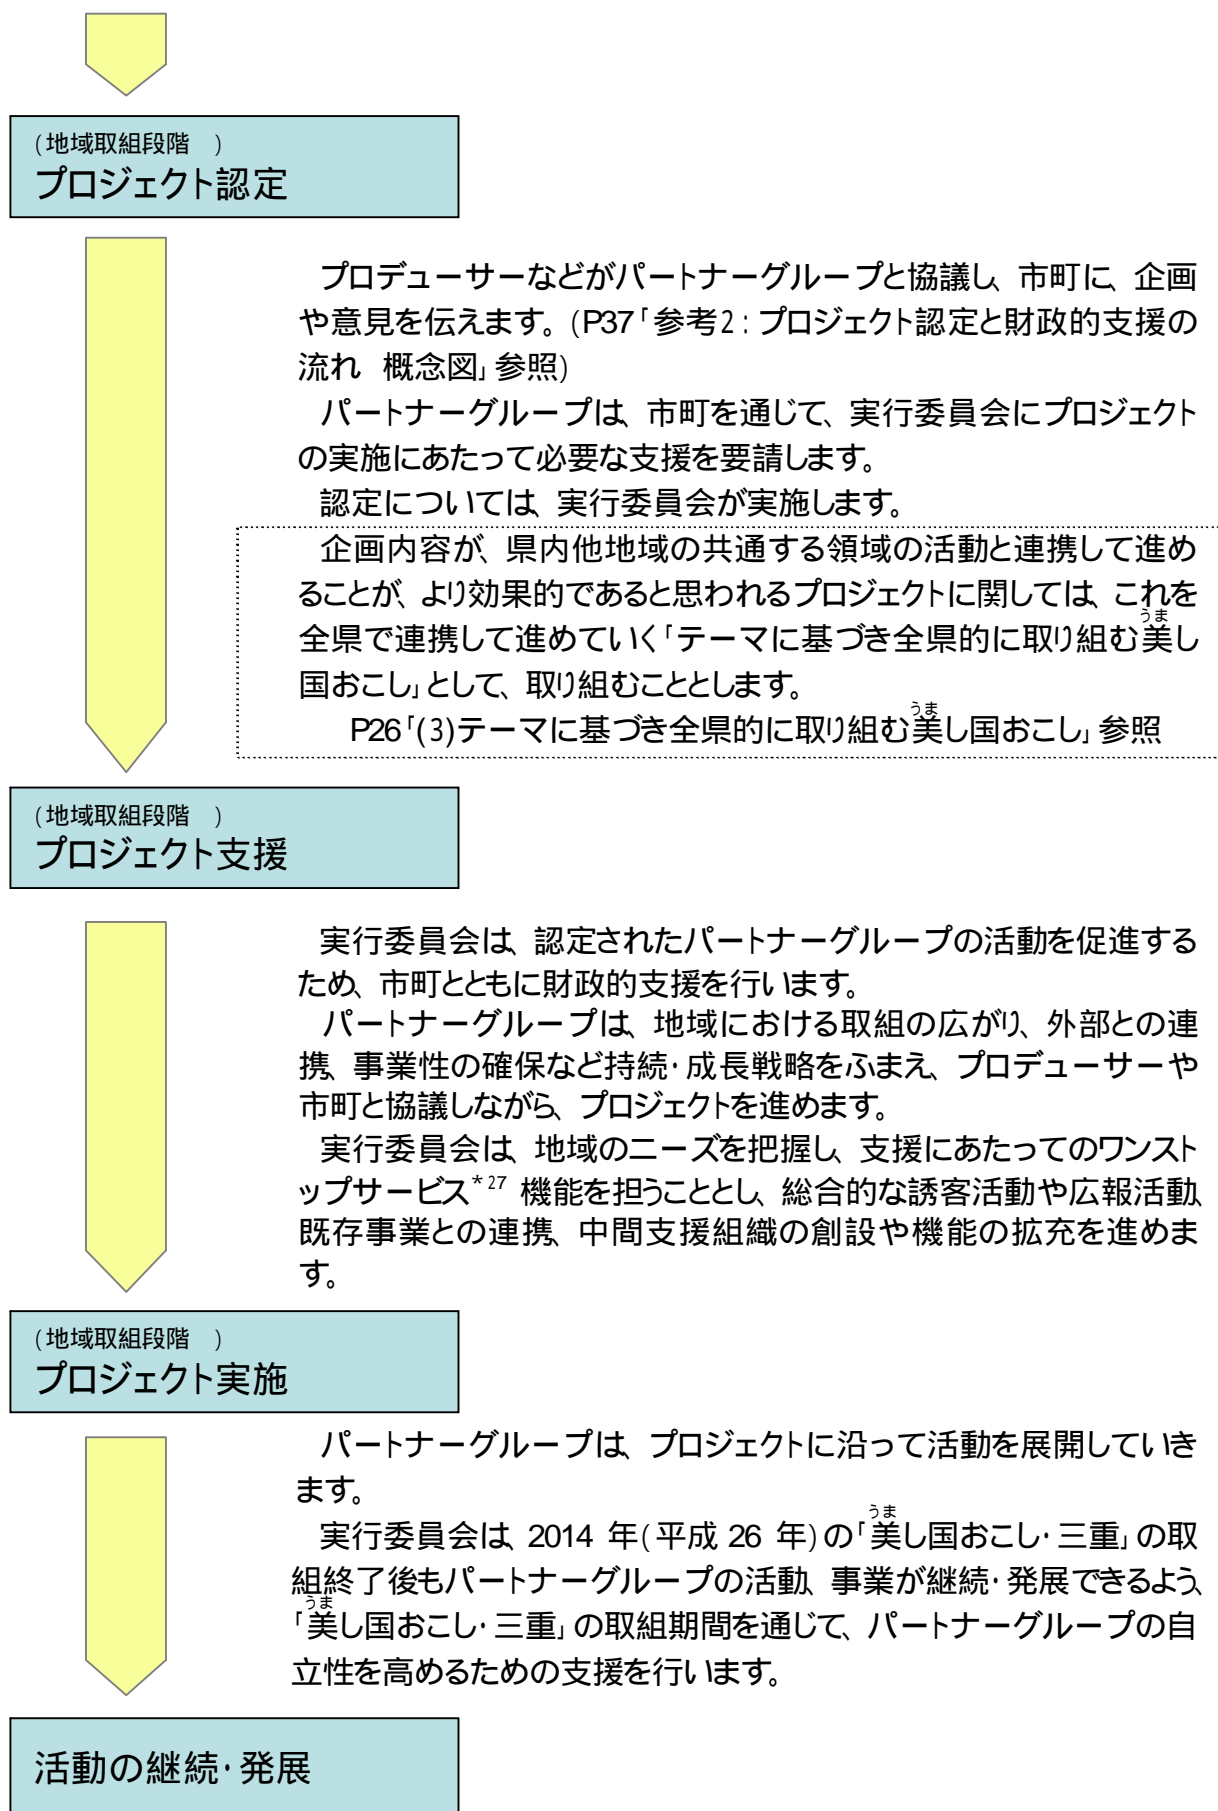 (地域取組段階　)
プロジェクト認定
プロデューサーなどがパートナーグループと協議し、市町に、企画
や意見を伝えます。(P37「参考2:プロジェクト認定と財政的支援の
流れ　概念図」参照)
パートナーグループは、市町を通じて、実行委員会にプロジェクト
の実施にあたって必要な支援を要請します。
認定については、実行委員会が実施します。
企画内容が、県内他地域の共通する領域の活動と連携して進め
ることが、より効果的であると思われるプロジェクトに関しては、これを
うま
全県で連携して進めていく「テーマに基づき全県的に取り組む美し
国おこし」として、取り組むこととします。
うま
P26「(3)テーマに基づき全県的に取り組む美し国おこし」参照
(地域取組段階　)
プロジェクト支援
実行委員会は、認定されたパートナーグループの活動を促進する
ため、市町とともに財政的支援を行います。
パートナーグループは、地域における取組の広がり、外部との連
携、事業性の確保など持続・成長戦略をふまえ、プロデューサーや
市町と協議しながら、プロジェクトを進めます。
実行委員会は、地域のニーズを把握し、支援にあたってのワンスト
ップサービス*27 機能を担うこととし、総合的な誘客活動や広報活動、
既存事業との連携、中間支援組織の創設や機能の拡充を進めま
す。
(地域取組段階　)
プロジェクト実施
パートナーグループは、プロジェクトに沿って活動を展開していき
ます。
うま
実行委員会は、2014 年(平成 26 年)の「美し国おこし・三重」の取
組終了後もパートナーグループの活動、事業が継続・発展できるよう、
うま
「美し国おこし・三重」の取組期間を通じて、パートナーグループの自
立性を高めるための支援を行います。
活動の継続・発展